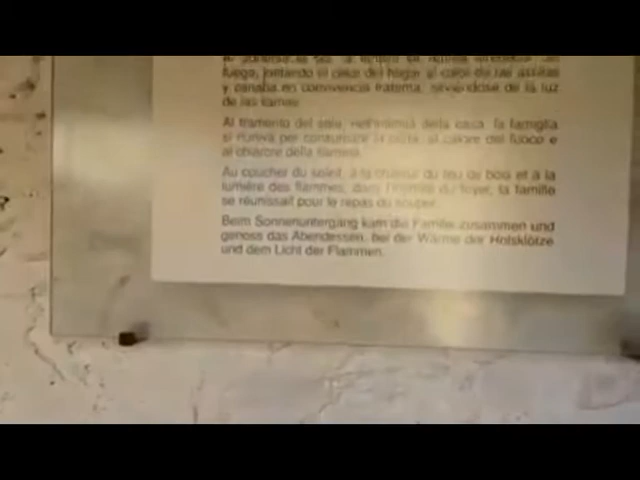 fuego, juntando el calor del hogar al calor de las
y cenaba en convivencia fraterna, sirviéndose de la luz
de las llamas
Al tramonto del sole, nell'intimità della casa, la famiglia
si riuniva per consumare la cena, al calore del fuoco e
al chiarore della fiamma.
Au coucher du soleil, à la chaleur du feu de bois et à la
lumière des flammes, dans l'intimité du foyer, la famille
se réunissait pour le repas du souper.
Beim Sonnenuntergang kam die Familie zusammen und
genoss das Abendessen, bei der Wärme der Holsklötze
und dem Licht der Flammen.